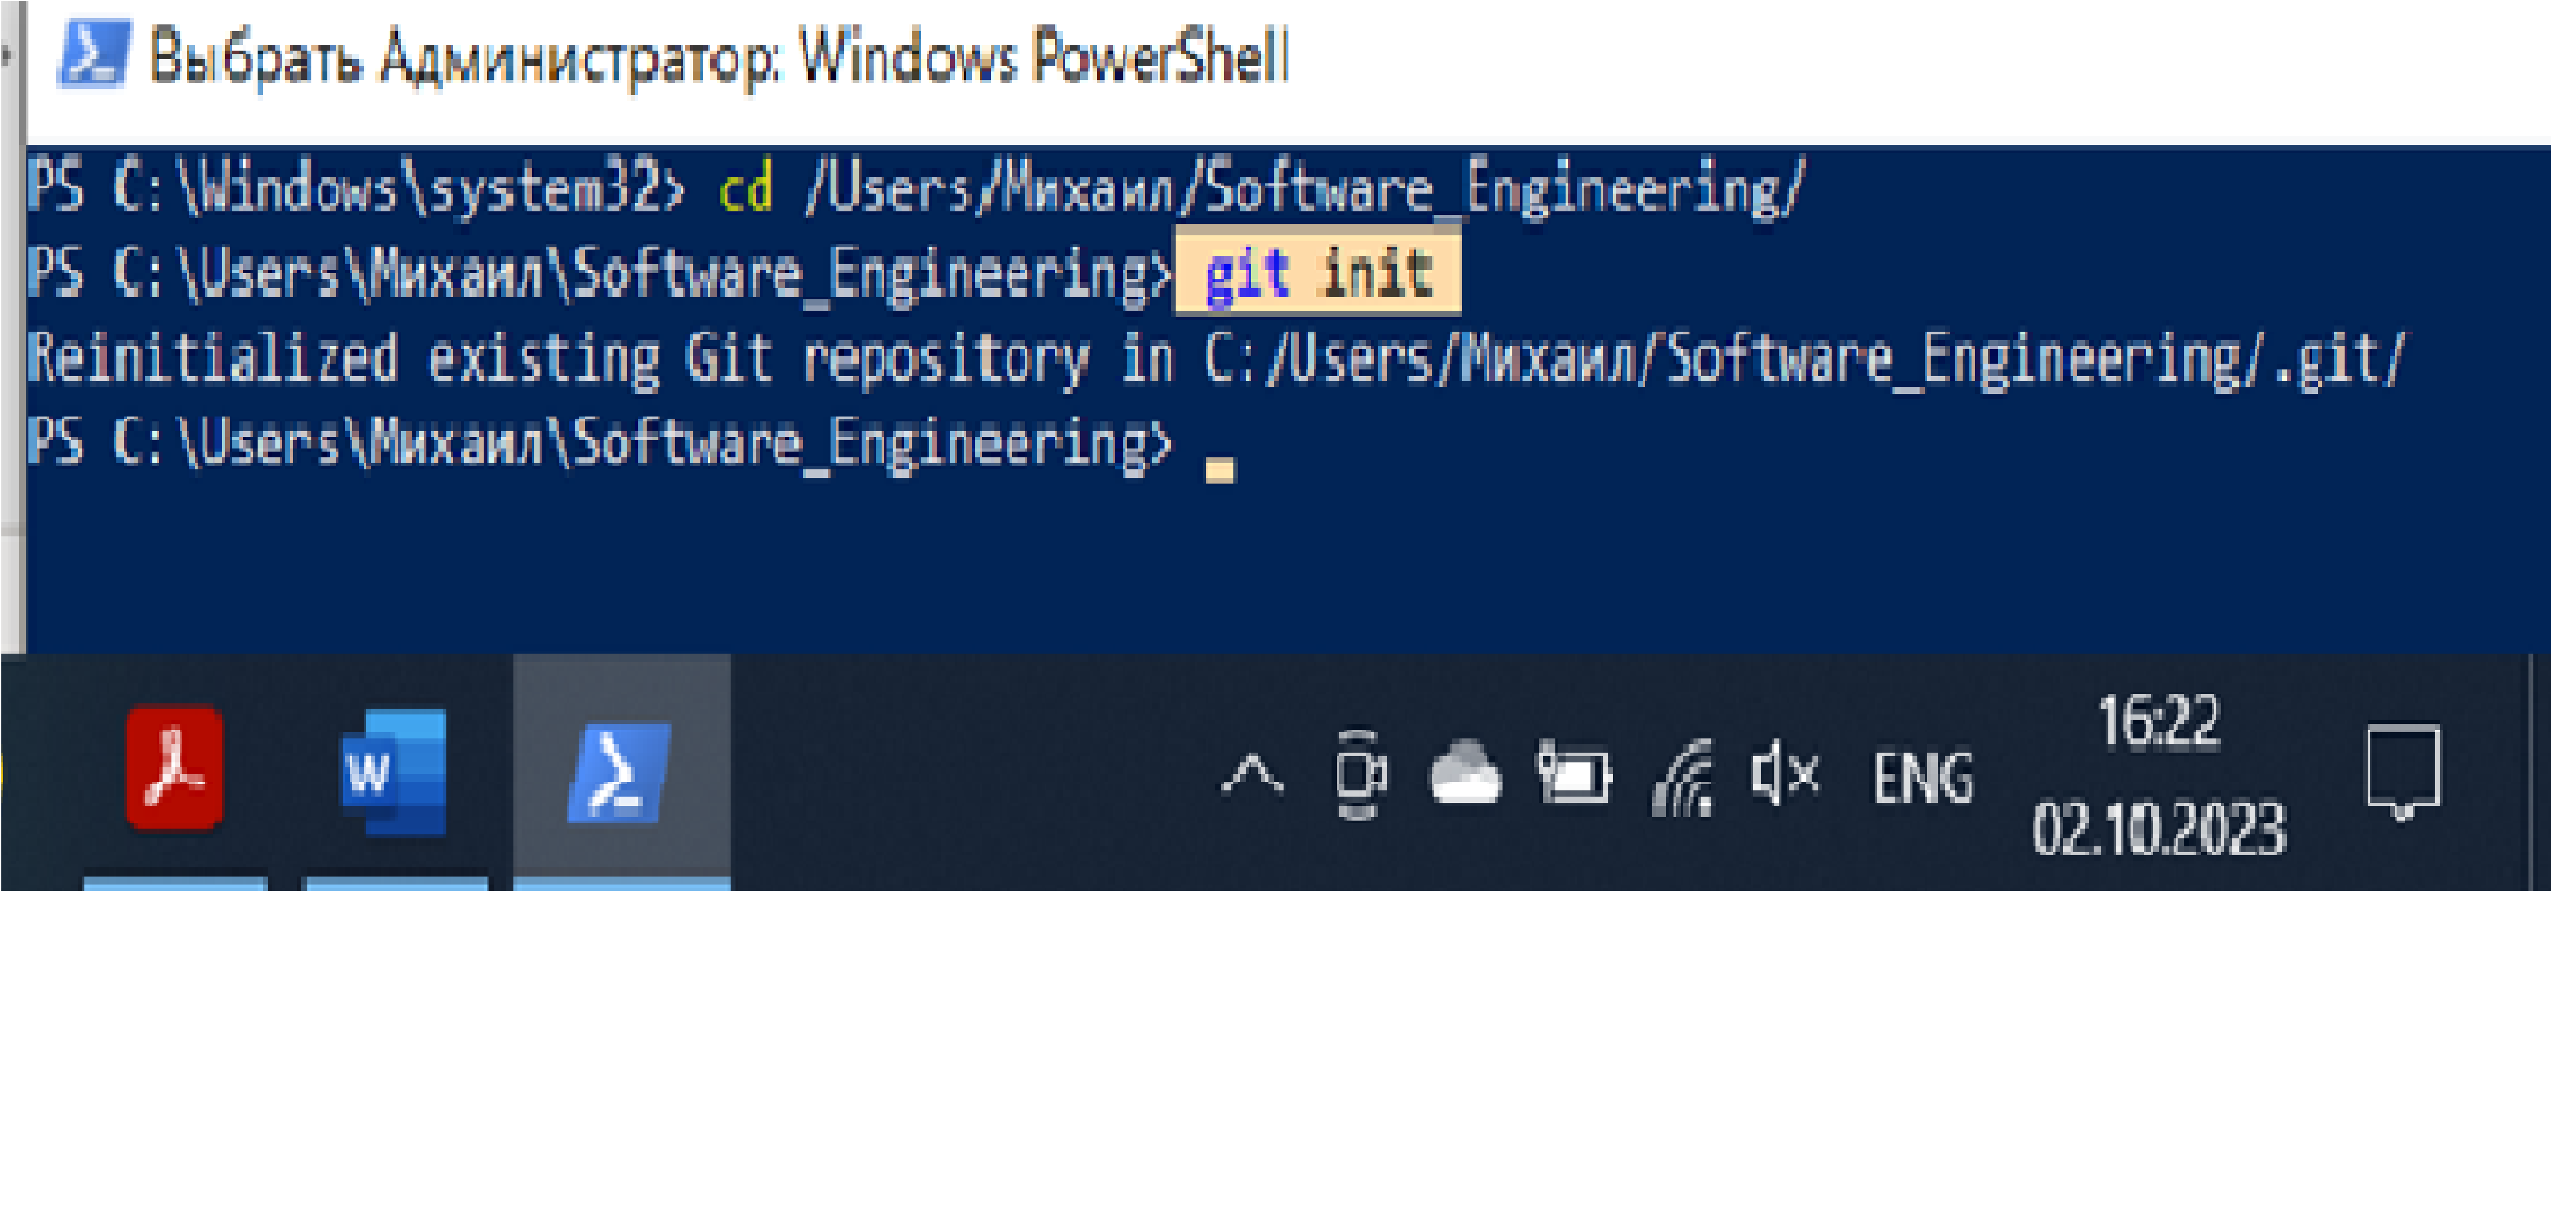 Выбрать Администратор: Windows PowerShell
PS C:\Windows\system32> cd /Users/Михаил/Software_Engineering/
PS C:\Users\Михаил\Software_Engineering> git init
Reinitialized existing Git repository in C:/Users/Михаил/Software_Engineering/.git/
PS C:\Users\Михаил\Software_Engineering>
W
ENG
16:22
02.10.2023